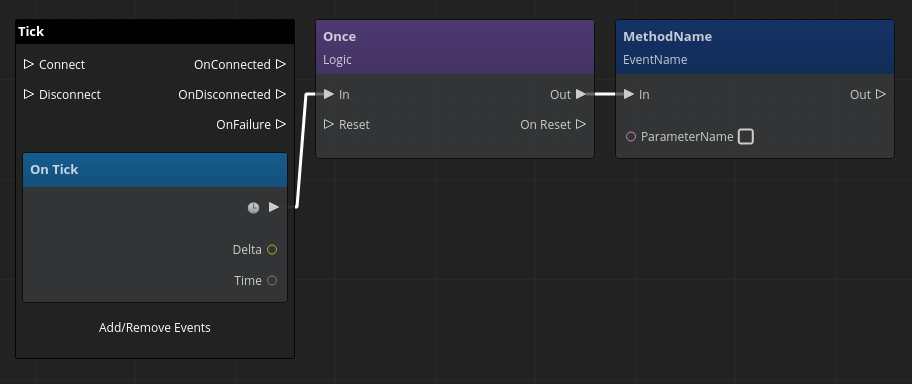 Tick
Connect
OnConnected
Disconnect
OnDisconnected
OnFailure
On Tick
Delta
Time
Add/Remove Events
Once
Logic
In
Out
Reset
On Reset
MethodName
EventName
In
Out
ParameterName